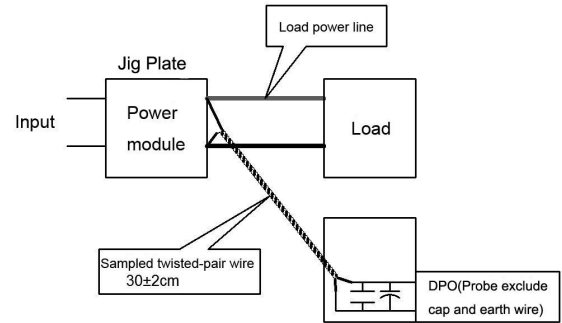 Load power line
Jig Plate
Input
Power
module
Load
Sampled twisted-pair wire
30±2cm
DPO(Probe exclude
cap and earth wire)